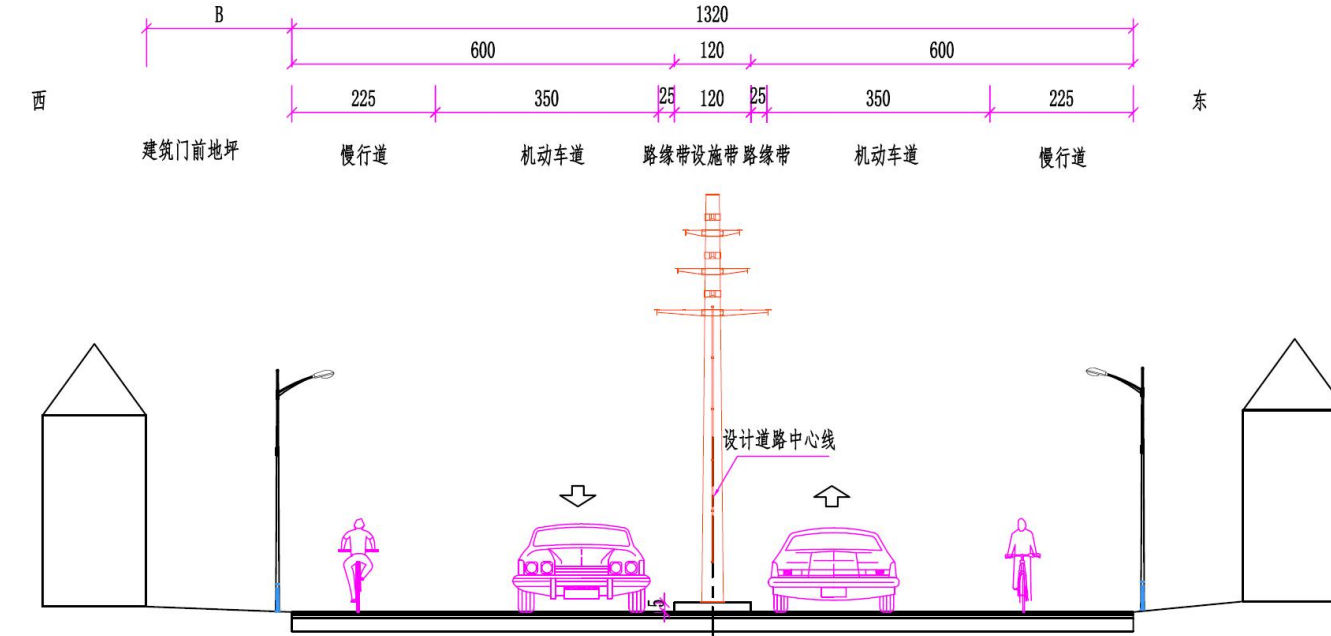 B
1320
600
120
600
西
225
350
25
120
25
350
225
东
建筑门前地坪
慢行道
机动车道
路缘带
设施带
路缘带
机动车道
慢行道
设计道路中心线